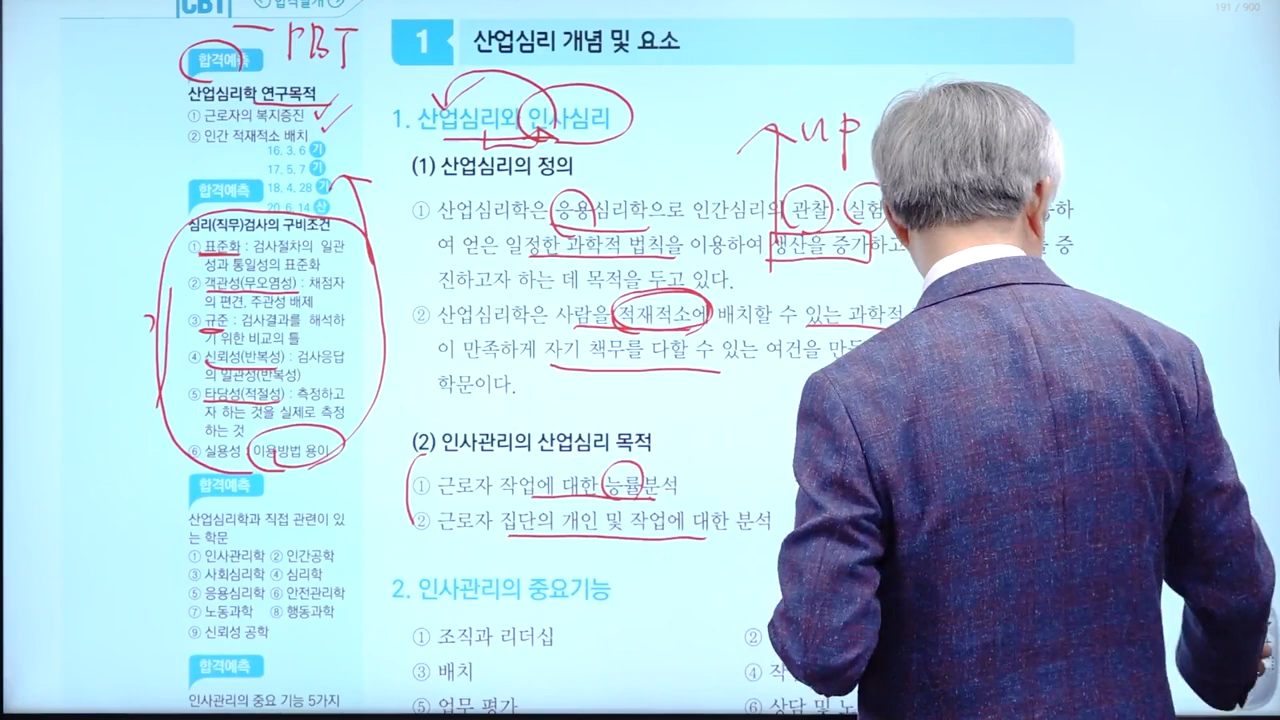 191 / 900
CBT
합격예측
PBT
산업심리학 연구목적
① 근로자의 복지증진
② 인간 적재적소 배치
16. 3. 6 기
17. 5. 7 기
합격예측
18. 4. 28 기
20. 6. 14 산
심리(직무)검사의 구비조건
① 표준화 : 검사절차의 일관
성과 통일성의 표준화
② 객관성(무오염성) : 채점자
의 편견, 주관성 배제
③ 규준 : 검사결과를 해석하
기 위한 비교의 틀
④ 신뢰성(반복성) : 검사응답
의 일관성(반복성)
⑤ 타당성(적절성) : 측정하고
자 하는 것을 실제로 측정
하는 것
⑥ 실용성 : 이용방법 용이
합격예측
산업심리학과 직접 관련이 있
는 학문
① 인사관리학 ② 인간공학
③ 사회심리학 ④ 심리학
⑤ 응용심리학 ⑥ 안전관리학
⑦ 노동과학 ⑧ 행동과학
⑨ 신뢰성 공학
합격예측
인사관리의 중요 기능 5가지
1 산업심리 개념 및 요소
1. 산업심리와 인사심리
up
(1) 산업심리의 정의
① 산업심리학은 응용심리학으로 인간심리의 관찰·실험
여 얻은 일정한 과학적 법칙을 이용하여 생산을 증가하고 을 증
진하고자 하는 데 목적을 두고 있다.
② 산업심리학은 사람을 적재적소에 배치할 수 있는 과학적
이 만족하게 자기 책무를 다할 수 있는 여건을 만드
학문이다.
(2) 인사관리의 산업심리 목적
① 근로자 작업에 대한 능률분석
② 근로자 집단의 개인 및 작업에 대한 분석
2. 인사관리의 중요기능
① 조직과 리더십 ②
③ 배치 ④
⑤ 업무 평가 ⑥ 상담 및 노